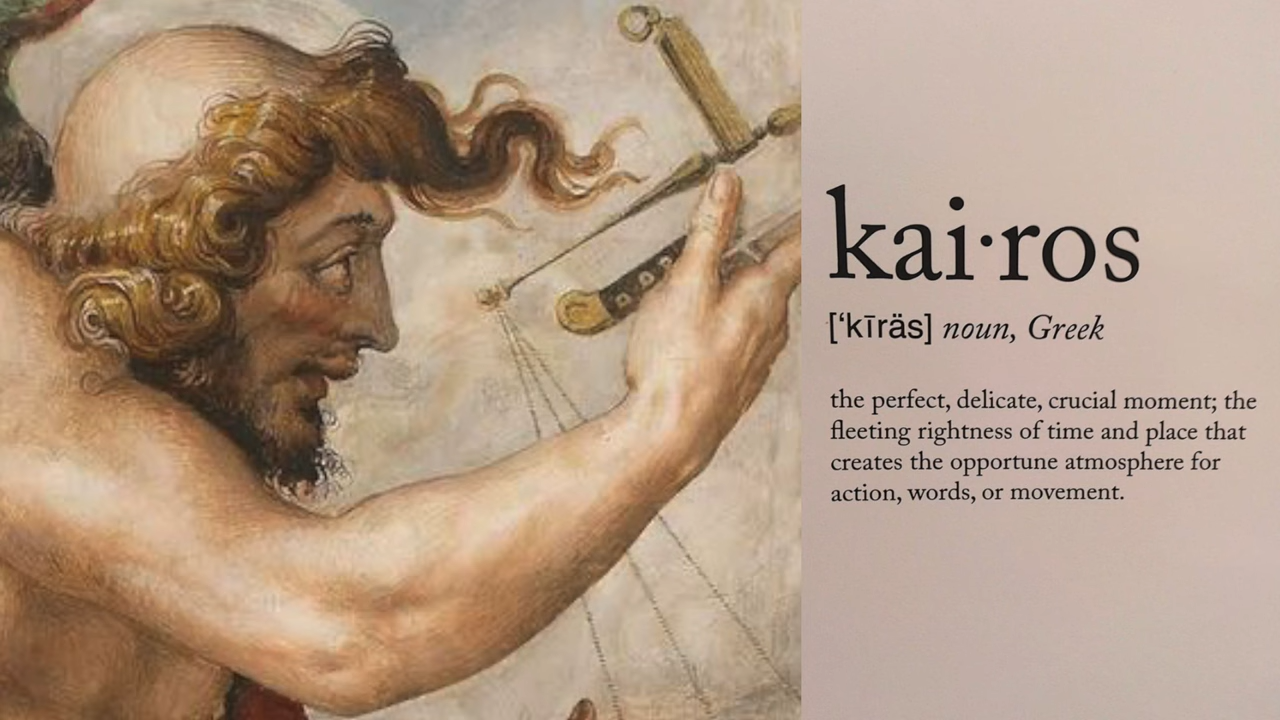 kai·ros
[ʻkīräs] noun, Greek
the perfect, delicate, crucial moment; the
fleeting rightness of time and place that
creates the opportune atmosphere for
action, words, or movement.